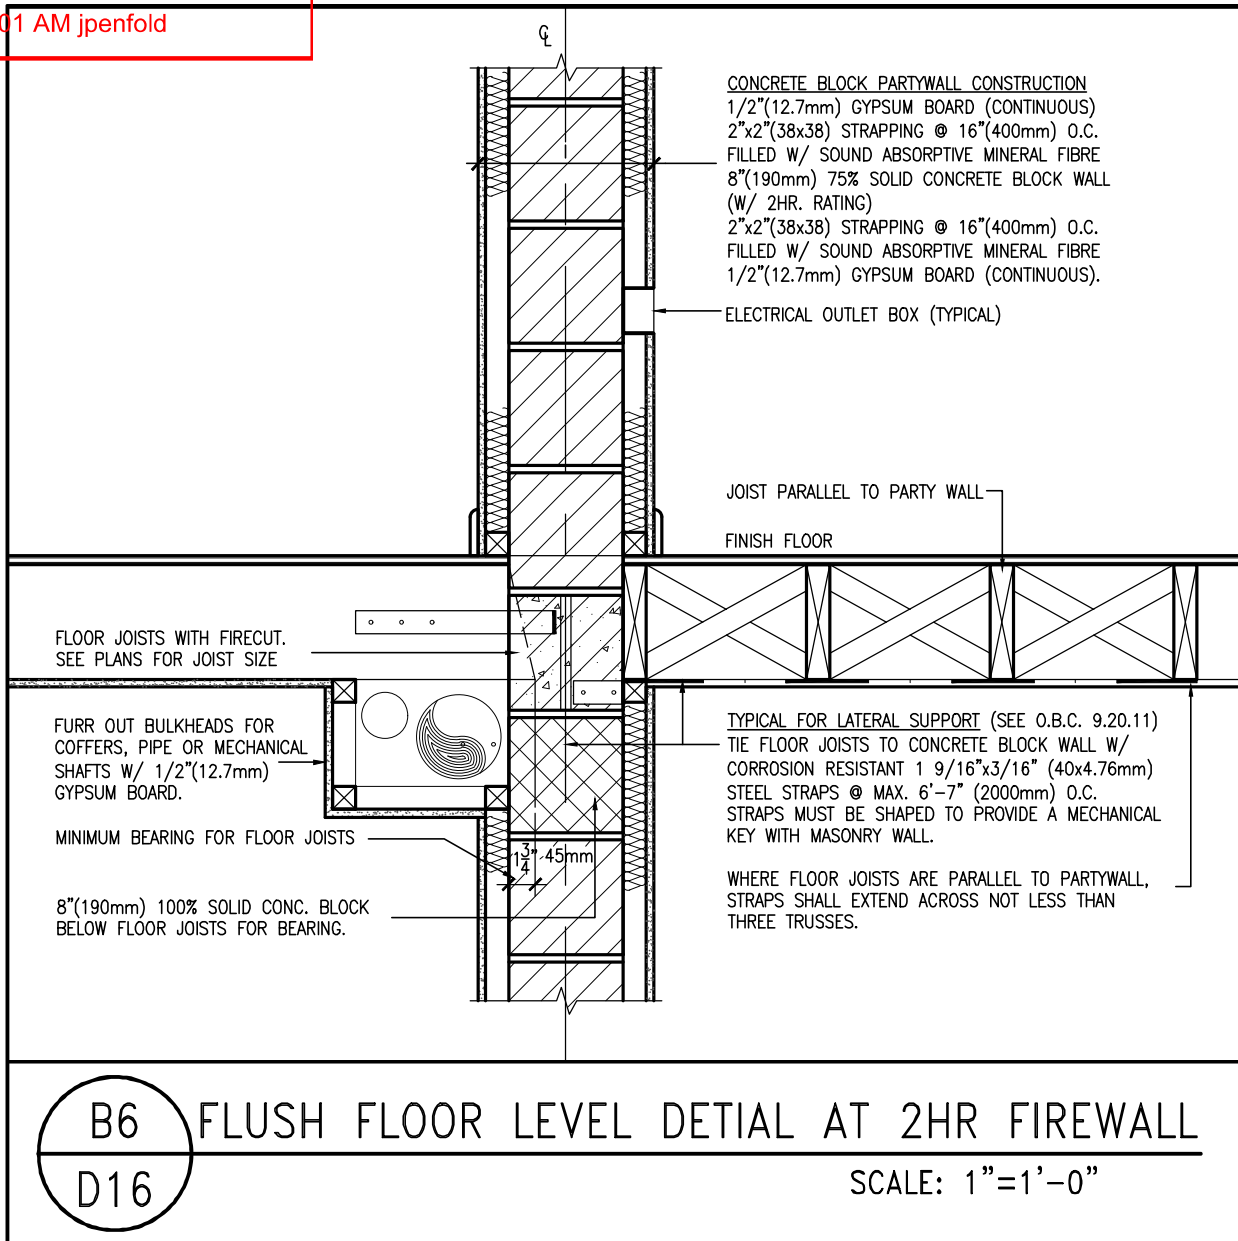 01 AM jpenfold
℄
CONCRETE BLOCK PARTYWALL CONSTRUCTION
1/2"(12.7mm) GYPSUM BOARD (CONTINUOUS)
2"x2"(38x38) STRAPPING @ 16"(400mm) O.C.
FILLED W/ SOUND ABSORPTIVE MINERAL FIBRE
8"(190mm) 75% SOLID CONCRETE BLOCK WALL
(W/ 2HR. RATING)
2"x2"(38x38) STRAPPING @ 16"(400mm) O.C.
FILLED W/ SOUND ABSORPTIVE MINERAL FIBRE
1/2"(12.7mm) GYPSUM BOARD (CONTINUOUS).
ELECTRICAL OUTLET BOX (TYPICAL)
JOIST PARALLEL TO PARTY WALL
FINISH FLOOR
FLOOR JOISTS WITH FIRECUT.
SEE PLANS FOR JOIST SIZE
FURR OUT BULKHEADS FOR
COFFERS, PIPE OR MECHANICAL
SHAFTS W/ 1/2"(12.7mm)
GYPSUM BOARD.
MINIMUM BEARING FOR FLOOR JOISTS
1 3/4" 45mm
8"(190mm) 100% SOLID CONC. BLOCK
BELOW FLOOR JOISTS FOR BEARING.
TYPICAL FOR LATERAL SUPPORT (SEE O.B.C. 9.20.11)
TIE FLOOR JOISTS TO CONCRETE BLOCK WALL W/
CORROSION RESISTANT 1 9/16"x3/16" (40x4.76mm)
STEEL STRAPS @ MAX. 6'-7" (2000mm) O.C.
STRAPS MUST BE SHAPED TO PROVIDE A MECHANICAL
KEY WITH MASONRY WALL.
WHERE FLOOR JOISTS ARE PARALLEL TO PARTYWALL,
STRAPS SHALL EXTEND ACROSS NOT LESS THAN
THREE TRUSSES.
B6
D16
FLUSH FLOOR LEVEL DETIAL AT 2HR FIREWALL
SCALE: 1"=1'-0"